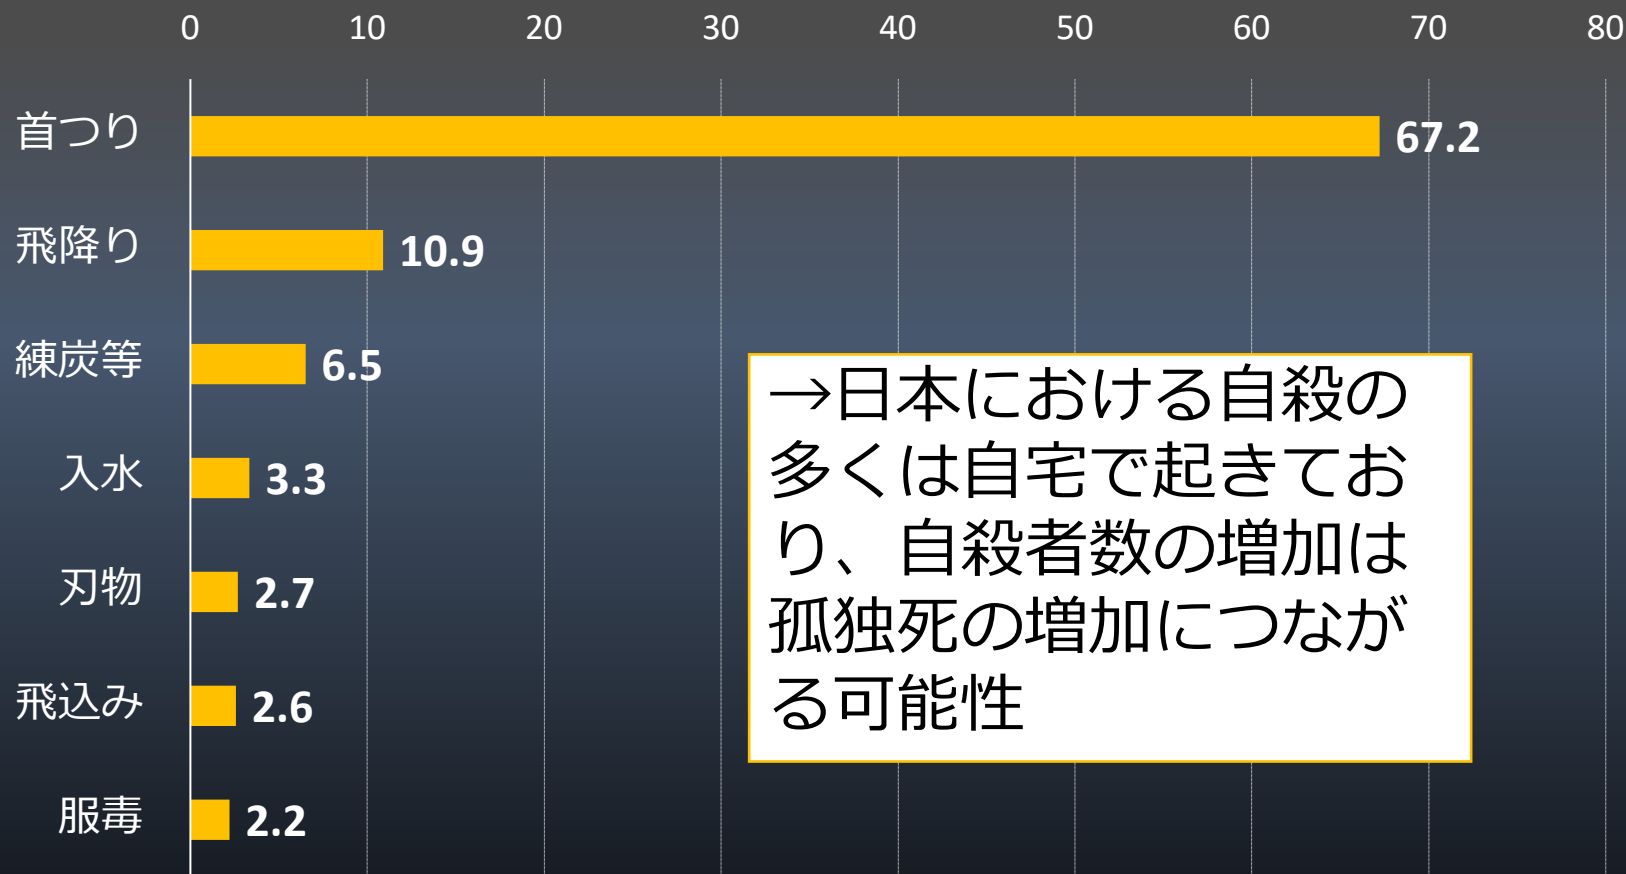 0 10 20 30 40 50 60 70 80
首つり 67.2
飛降り 10.9
練炭等 6.5
入水 3.3
刃物 2.7
飛込み 2.6
服毒 2.2
→日本における自殺の
多くは自宅で起きてお
り、自殺者数の増加は
孤独死の増加につなが
る可能性